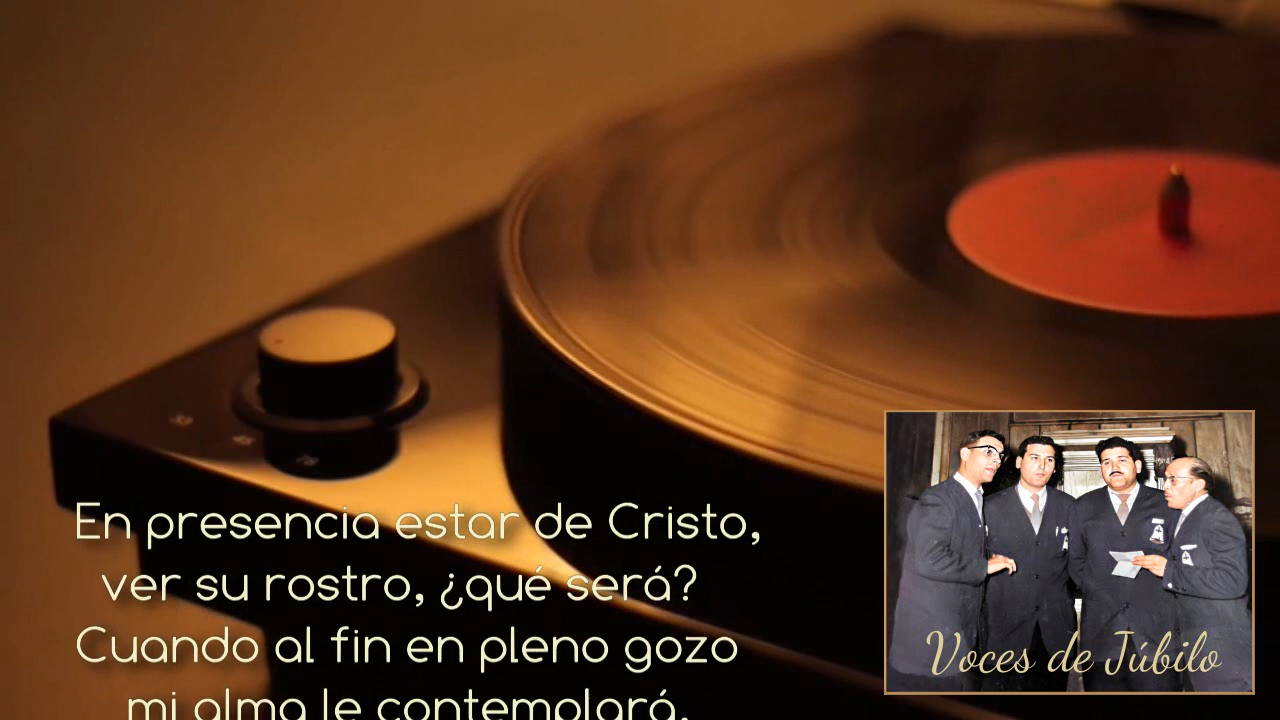 En presencia estar de Cristo,
ver su rostro, ¿qué será?
Cuando al fin en pleno gozo
mi alma le contemplará.
Voces de Júbilo